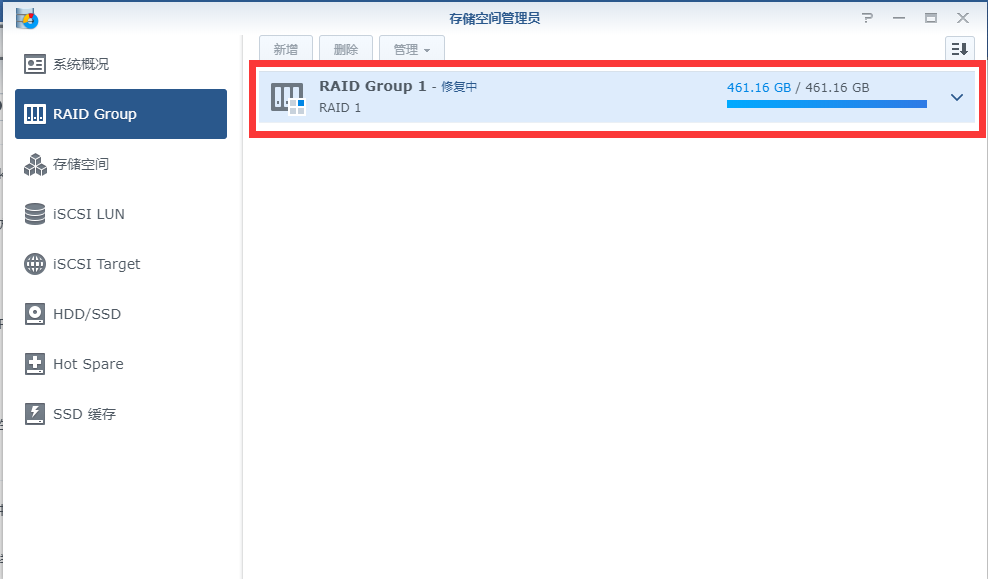 存储空间管理员
系统概况
RAID Group
存储空间
iSCSI LUN
iSCSI Target
HDD/SSD
Hot Spare
SSD 缓存
新增 删除 管理
RAID Group 1 - 修复中
RAID 1
461.16 GB / 461.16 GB